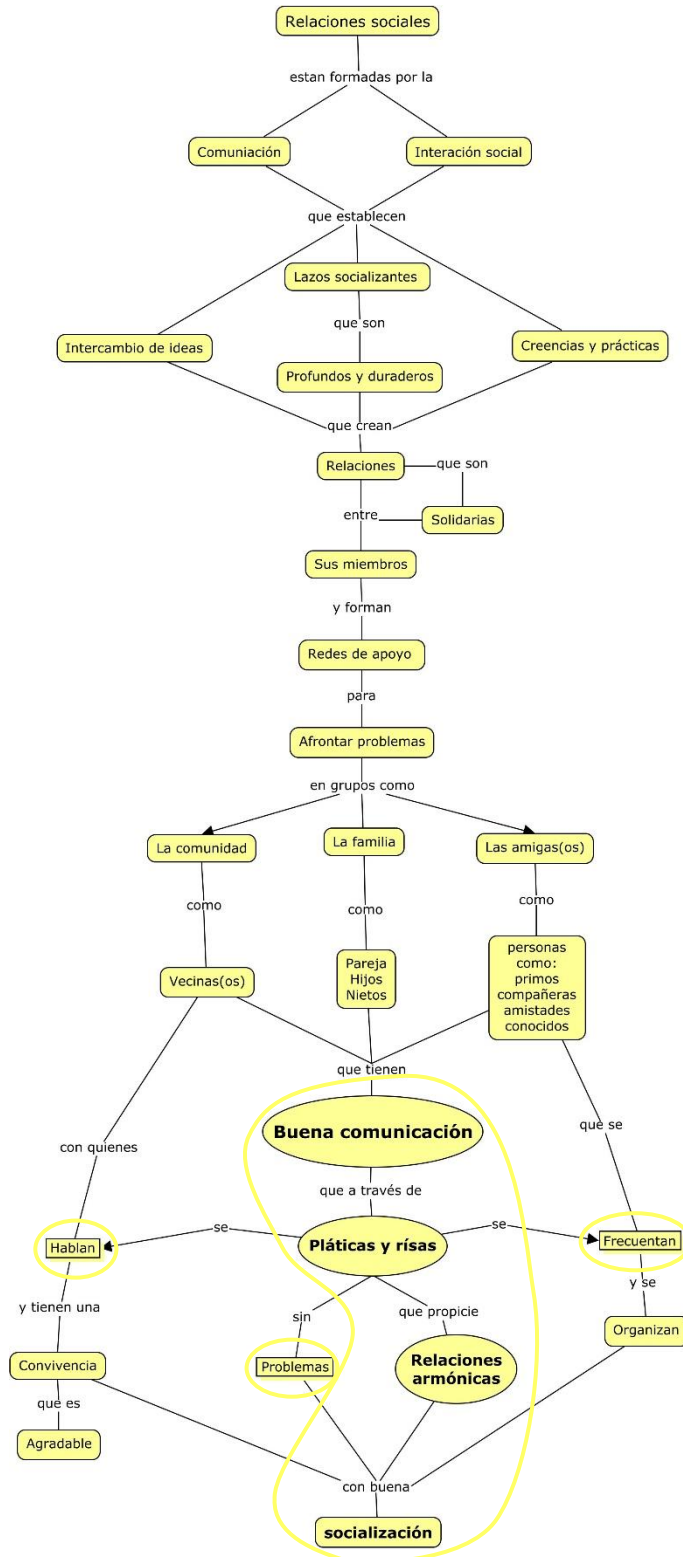 Relaciones sociales
estan formadas por la
Comuniación
Interación social
que establecen
Lazos socializantes
que son
Intercambio de ideas
Creencias y prácticas
Profundos y duraderos
que crean
Relaciones
que son
entre
Solidarias
Sus miembros
y forman
Redes de apoyo
para
Afrontar problemas
en grupos como
La comunidad
La familia
Las amigas(os)
como
como
como
Vecinas(os)
Pareja
Hijos
Nietos
personas
como:
primos
compañeras
amistades
conocidos
que tienen
Buena comunicación
con quienes
que se
que a través de
Hablan
se
Pláticas y rísas
se
Frecuentan
y tienen una
sin
que propicie
y se
Organizan
Convivencia
Problemas
Relaciones
armónicas
que es
Agradable
con buena
socialización